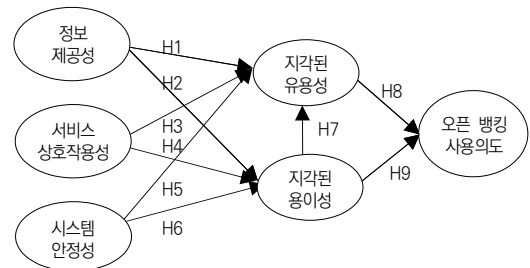 정보
제공성
H1
H2
지각된
유용성
H8
서비스
상호작용성
H3
H4
H7
오픈 뱅킹
사용의도
지각된
용이성
H9
H5
H6
시스템
안정성